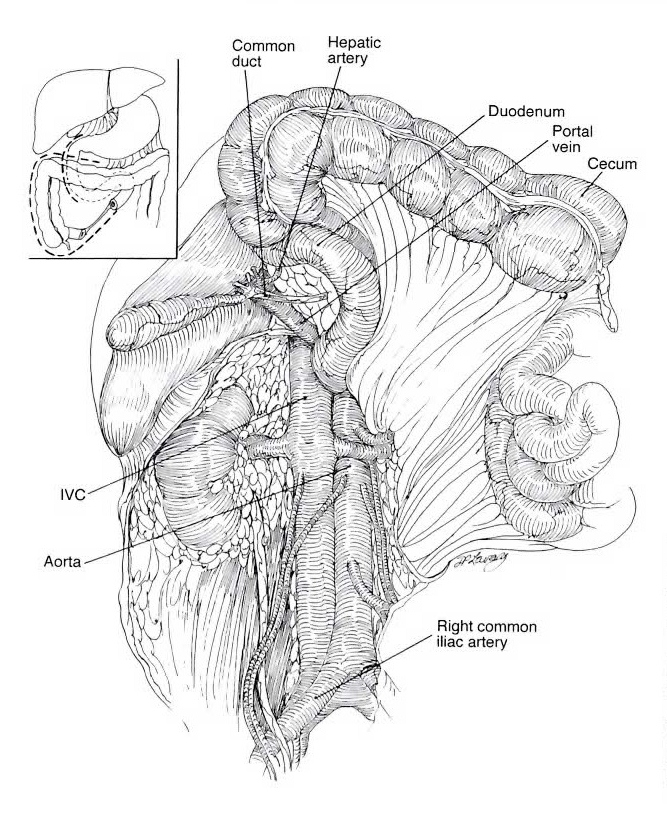 Common
duct
Hepatic
artery
Duodenum
Portal
vein
Cecum
IVC
Aorta
Right common
iliac artery